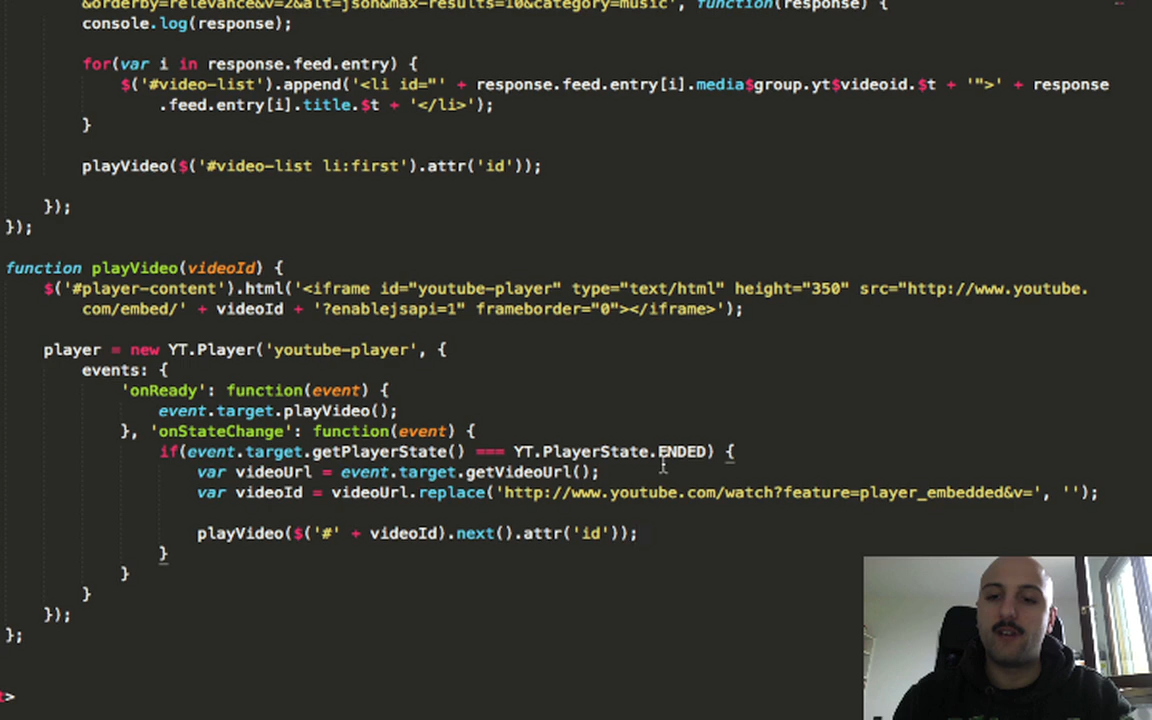 &orderby=relevance&v=2&alt=json&max-results=10&category=music', function(response) {
console.log(response);
for(var i in response.feed.entry) {
$('#video-list').append('<li id="' + response.feed.entry[i].media$group.yt$videoid.$t + '">' + response
.feed.entry[i].title.$t + '</li>');
}
playVideo($('#video-list li:first').attr('id'));
});
});
function playVideo(videoId) {
$('#player-content').html('<iframe id="youtube-player" type="text/html" height="350" src="http://www.youtube.
com/embed/' + videoId + '?enablejsapi=1" frameborder="0"></iframe>');
player = new YT.Player('youtube-player', {
events: {
'onReady': function(event) {
event.target.playVideo();
}, 'onStateChange': function(event) {
if(event.target.getPlayerState() === YT.PlayerState.ENDED) {
var videoUrl = event.target.getVideoUrl();
var videoId = videoUrl.replace('http://www.youtube.com/watch?feature=player_embedded&v=', '');
playVideo($('#' + videoId).next().attr('id'));
}
}
}
});
};
t>